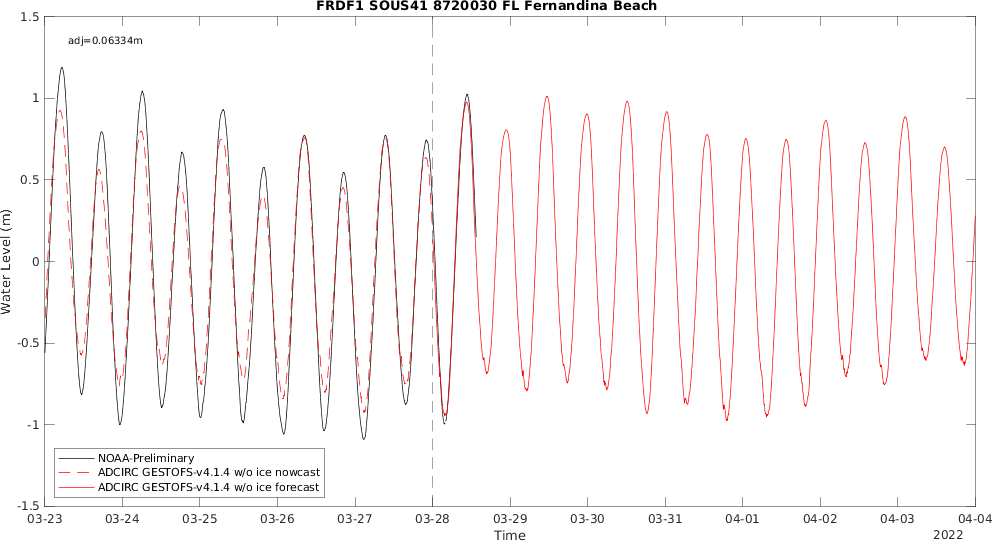 FRDF1 SOUS41 8720030 FL Fernandina Beach
adj=0.06334m
1.5
1
0.5
0
-0.5
-1
-1.5
Water Level (m)
NOAA-Preliminary
ADCIRC GESTOFS-v4.1.4 w/o ice nowcast
ADCIRC GESTOFS-v4.1.4 w/o ice forecast
03-23 03-24 03-25 03-26 03-27 03-28 03-29 03-30 03-31 04-01 04-02 04-03 04-04
Time
2022